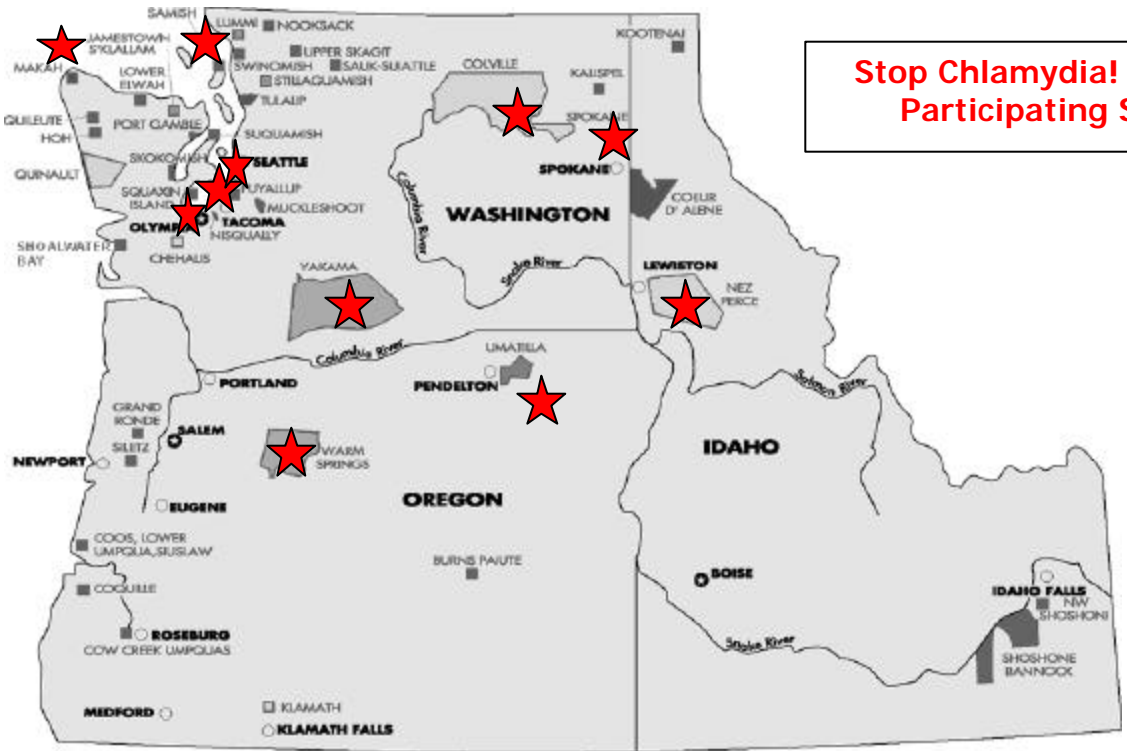 SAMISH
LUMMI
NOOKSACK
JAMESTOWN
S'KLALLAM
MAKAH
LOWER
ELWAH
SWINOMISH
UPPER SKAGIT
SAUK-SUIATTLE
STILLAGUAMISH
TULALIP
QUILEUTE
HOH
PORT GAMBLE
SUQUAMISH
SKOKOMISH
SEATTLE
QUINAULT
SQUAXIN
ISLAND
PUYALLUP
MUCKLESHOOT
OLYMPIA
TACOMA
NISQUALLY
SHOALWATER
BAY
CHEHALIS
YAKAMA
COLVILLE
KOOTENAI
KALISPEL
SPOKANE
SPOKANE
COEUR
D' ALENE
Columbia River
WASHINGTON
Snake River
LEWISTON
NEZ
PERCE
Stop Chlamydia!
Participating S
Columbia River
UMATILLA
PENDELTON
PORTLAND
Salmon River
GRAND
RONDE
SALEM
SILETZ
NEWPORT
WARM
SPRINGS
IDAHO
OREGON
EUGENE
COOS, LOWER
UMPQUA,SIUSLAW
BURNS PAIUTE
COQUILLE
BOISE
IDAHO FALLS
NW
SHOSHONI
ROSEBURG
COW CREEK UMPQUAS
Snake River
SHOSHONE
BANNOCK
MEDFORD
KLAMATH
KLAMATH FALLS